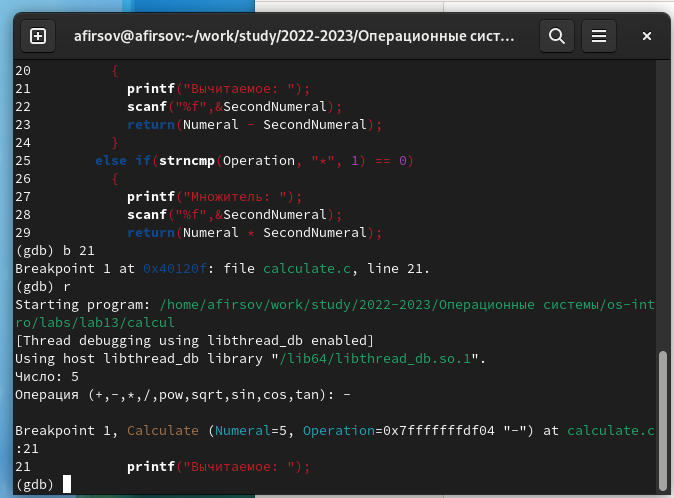 afirsov@afirsov:~/work/study/2022-2023/Операционные сист…
20          {
21            printf("Вычитаемое: ");
22            scanf("%f",&SecondNumeral);
23            return(Numeral - SecondNumeral);
24          }
25        else if(strncmp(Operation, "*", 1) == 0)
26          {
27            printf("Множитель: ");
28            scanf("%f",&SecondNumeral);
29            return(Numeral * SecondNumeral);
(gdb) b 21
Breakpoint 1 at 0x40120f: file calculate.c, line 21.
(gdb) r
Starting program: /home/afirsov/work/study/2022-2023/Операционные системы/os-int
ro/labs/lab13/calcul
[Thread debugging using libthread_db enabled]
Using host libthread_db library "/lib64/libthread_db.so.1".
Число: 5
Операция (+,-,*,/,pow,sqrt,sin,cos,tan): -
Breakpoint 1, Calculate (Numeral=5, Operation=0x7fffffffdf04 "-") at calculate.c
:21
21            printf("Вычитаемое: ");
(gdb)